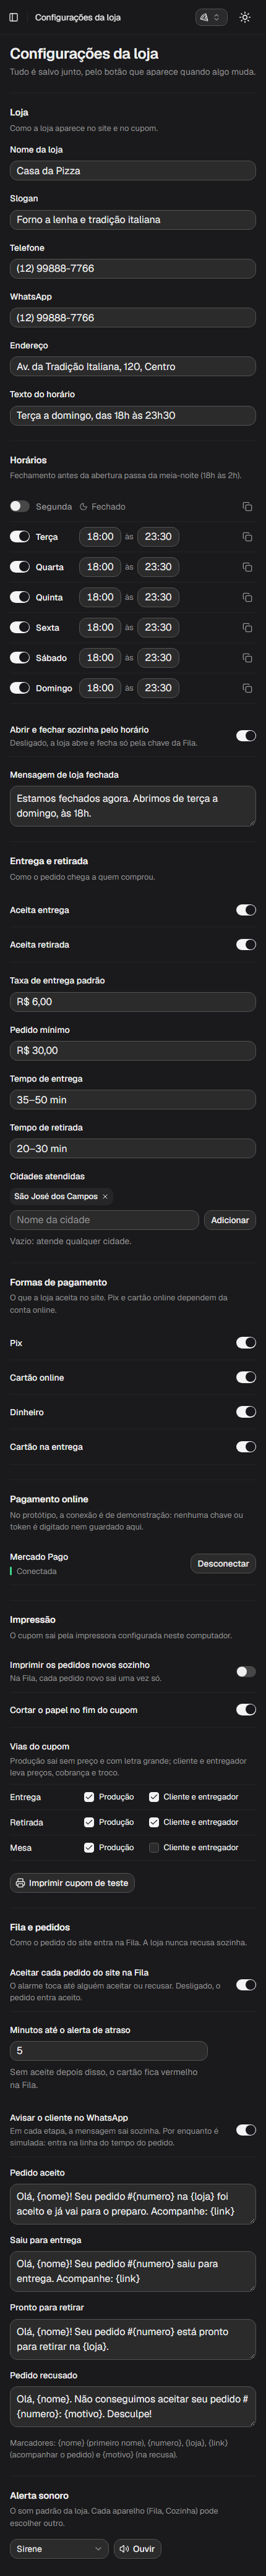 Configurações da loja
Configurações da loja
Tudo é salvo junto, pelo botão que aparece quando algo muda.
Loja
Como a loja aparece no site e no cupom.
Nome da loja
Casa da Pizza
Slogan
Forno a lenha e tradição italiana
Telefone
(12) 99888-7766
WhatsApp
(12) 99888-7766
Endereço
Av. da Tradição Italiana, 120, Centro
Texto do horário
Terça a domingo, das 18h às 23h30
Horários
Fechamento antes da abertura passa da meia-noite (18h às 2h).
Segunda Fechado
Terça 18:00 às 23:30
Quarta 18:00 às 23:30
Quinta 18:00 às 23:30
Sexta 18:00 às 23:30
Sábado 18:00 às 23:30
Domingo 18:00 às 23:30
Abrir e fechar sozinha pelo horário
Desligado, a loja abre e fecha só pela chave da Fila.
Mensagem de loja fechada
Estamos fechados agora. Abrimos de terça a
domingo, às 18h.
Entrega e retirada
Como o pedido chega a quem comprou.
Aceita entrega
Aceita retirada
Taxa de entrega padrão
R$ 6,00
Pedido mínimo
R$ 30,00
Tempo de entrega
35–50 min
Tempo de retirada
20–30 min
Cidades atendidas
São José dos Campos ×
Nome da cidade Adicionar
Vazio: atende qualquer cidade.
Formas de pagamento
O que a loja aceita no site. Pix e cartão online dependem da
conta online.
Pix
Cartão online
Dinheiro
Cartão na entrega
Pagamento online
No protótipo, a conexão é de demonstração: nenhuma chave ou
token é digitado nem guardado aqui.
Mercado Pago Desconectar
Conectada
Impressão
O cupom sai pela impressora configurada neste computador.
Imprimir os pedidos novos sozinho
Na Fila, cada pedido novo sai uma vez só.
Cortar o papel no fim do cupom
Vias do cupom
Produção sai sem preço e com letra grande; cliente e entregador
leva preços, cobrança e troco.
Entrega Produção Cliente e entregador
Retirada Produção Cliente e entregador
Mesa Produção Cliente e entregador
Imprimir cupom de teste
Fila e pedidos
Como o pedido do site entra na Fila. A loja nunca recusa sozinha.
Aceitar cada pedido do site na Fila
O alarme toca até alguém aceitar ou recusar. Desligado, o
pedido entra aceito.
Minutos até o alerta de atraso
5
Sem aceite depois disso, o cartão fica vermelho
na Fila.
Avisar o cliente no WhatsApp
Em cada etapa, a mensagem sai sozinha. Por enquanto é
simulada: entra na linha do tempo do pedido.
Pedido aceito
Olá, {nome}! Seu pedido #{numero} na {loja} foi
aceito e já vai para o preparo. Acompanhe: {link}
Saiu para entrega
Olá, {nome}! Seu pedido #{numero} saiu para
entrega. Acompanhe: {link}
Pronto para retirar
Olá, {nome}! Seu pedido #{numero} está pronto
para retirar na {loja}.
Pedido recusado
Olá, {nome}. Não conseguimos aceitar seu pedido #
{numero}: {motivo}. Desculpe!
Marcadores: {nome} (primeiro nome), {numero}, {loja}, {link}
(acompanhar o pedido) e {motivo} (na recusa).
Alerta sonoro
O som padrão da loja. Cada aparelho (Fila, Cozinha) pode
escolher outro.
Sirene Ouvir